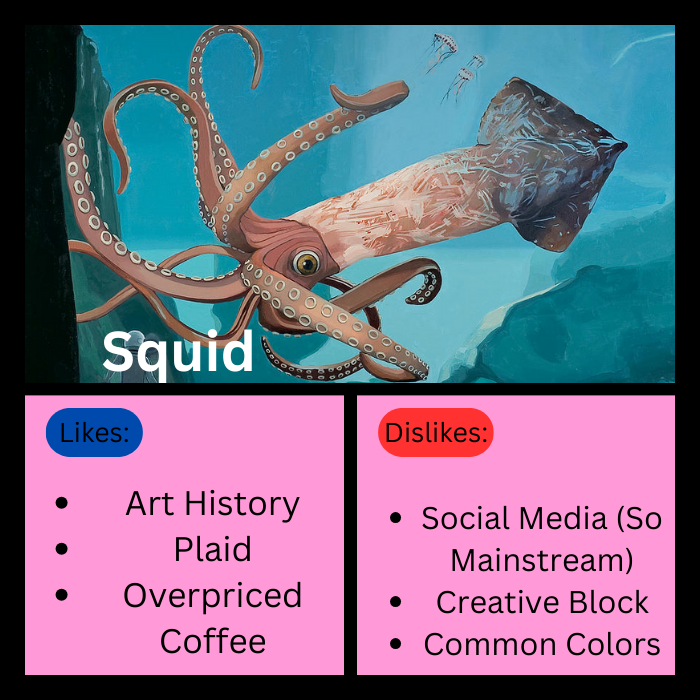 Squid
Likes:
• Art History
• Plaid
• Overpriced
Coffee
Dislikes:
• Social Media (So
Mainstream)
• Creative Block
• Common Colors